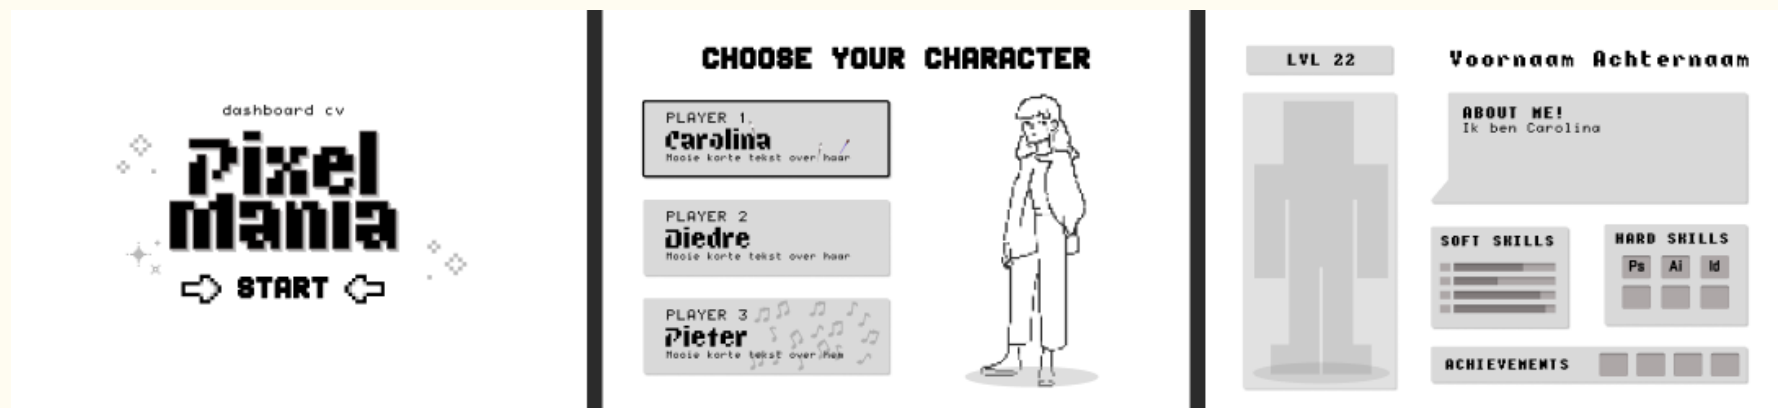 dashboard cv
Pixel
Mania
START
CHOOSE YOUR CHARACTER
PLAYER 1
Carolina
Mooie korte tekst over haar
PLAYER 2
Diedre
Mooie korte tekst over haar
PLAYER 3
Pieter
Mooie korte tekst over hem
LVL 22
Voornaam Achternaam
ABOUT ME!
Ik ben Carolina
SOFT SKILLS
HARD SKILLS
Ps Ai Id
ACHIEVEMENTS